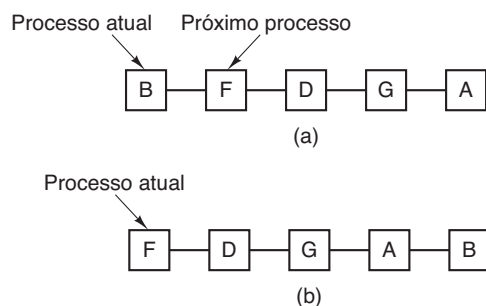 Processo atual Próximo processo
B F D G A
(a)
Processo atual
F D G A B
(b)